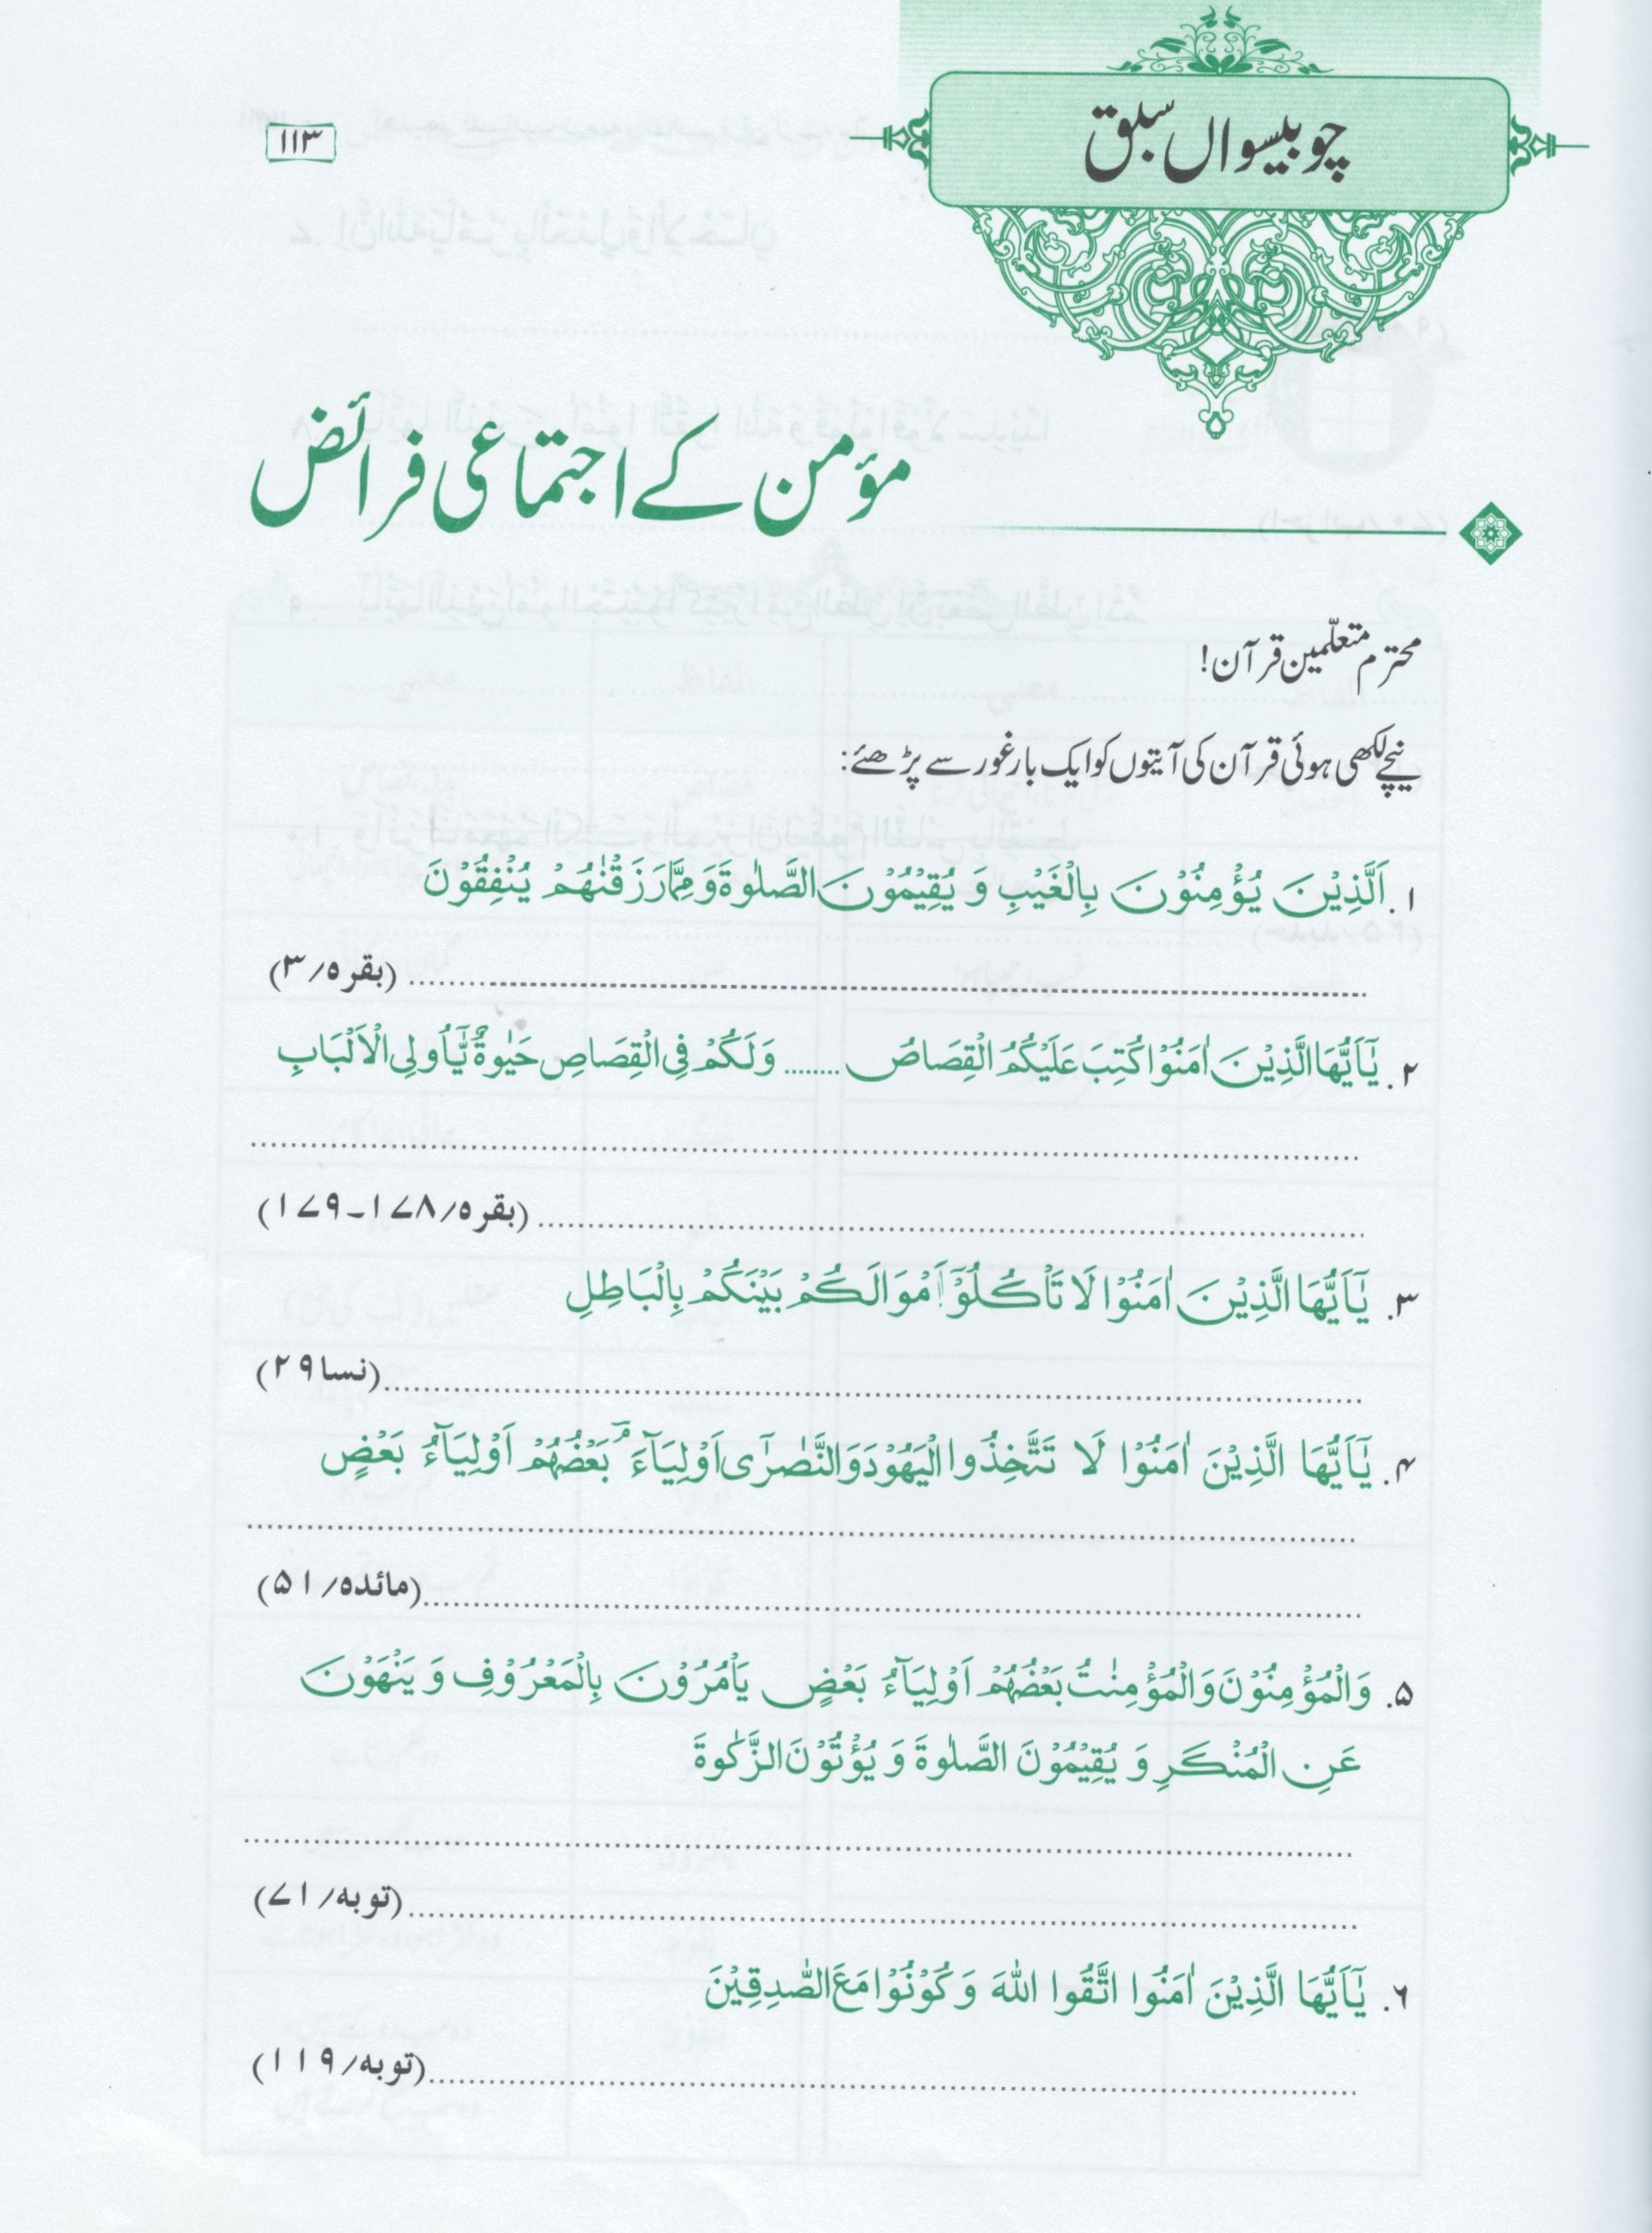 چوبیسواں سبق
۱۱۳
مؤمن کے اجتماعی فرائض
محترم متعلّمین قرآن!
نیچے لکھی ہوئی قرآن کی آیتوں کو ایک بار غور سے پڑھئے:
۱. اَلَّذِیْنَ یُؤْمِنُوْنَ بِالْغَیْبِ وَ یُقِیْمُوْنَ الصَّلٰوةَ وَ مِمَّا رَزَقْنٰهُمْ یُنْفِقُوْنَ
........ (بقرہ/۳)
۲. یٰۤاَیُّهَا الَّذِیْنَ اٰمَنُوْا کُتِبَ عَلَیْکُمُ الْقِصَاصُ ........ وَ لَکُمْ فِی الْقِصَاصِ حَیٰوةٌ یّٰۤاُولِی الْاَلْبَابِ
........
........ (بقرہ/۱۷۸-۱۷۹)
۳. یٰۤاَیُّهَا الَّذِیْنَ اٰمَنُوْا لَا تَاْکُلُوْۤا اَمْوَالَکُمْ بَیْنَکُمْ بِالْبَاطِلِ
........ (نسا۲۹)
۴. یٰۤاَیُّهَا الَّذِیْنَ اٰمَنُوْا لَا تَتَّخِذُوا الْیَهُوْدَ وَ النَّصٰرٰۤی اَوْلِیَآءَ ۘ بَعْضُهُمْ اَوْلِیَآءُ بَعْضٍ
........
........ (مائدہ/۵۱)
۵. وَ الْمُؤْمِنُوْنَ وَ الْمُؤْمِنٰتُ بَعْضُهُمْ اَوْلِیَآءُ بَعْضٍ یَاْمُرُوْنَ بِالْمَعْرُوْفِ وَ یَنْهَوْنَ
عَنِ الْمُنْکَرِ وَ یُقِیْمُوْنَ الصَّلٰوةَ وَ یُؤْتُوْنَ الزَّکٰوةَ
........
........ (توبہ/۷۱)
۶. یٰۤاَیُّهَا الَّذِیْنَ اٰمَنُوا اتَّقُوا اللّٰهَ وَ کُوْنُوْا مَعَ الصّٰدِقِیْنَ
........ (توبہ/۱۱۹)